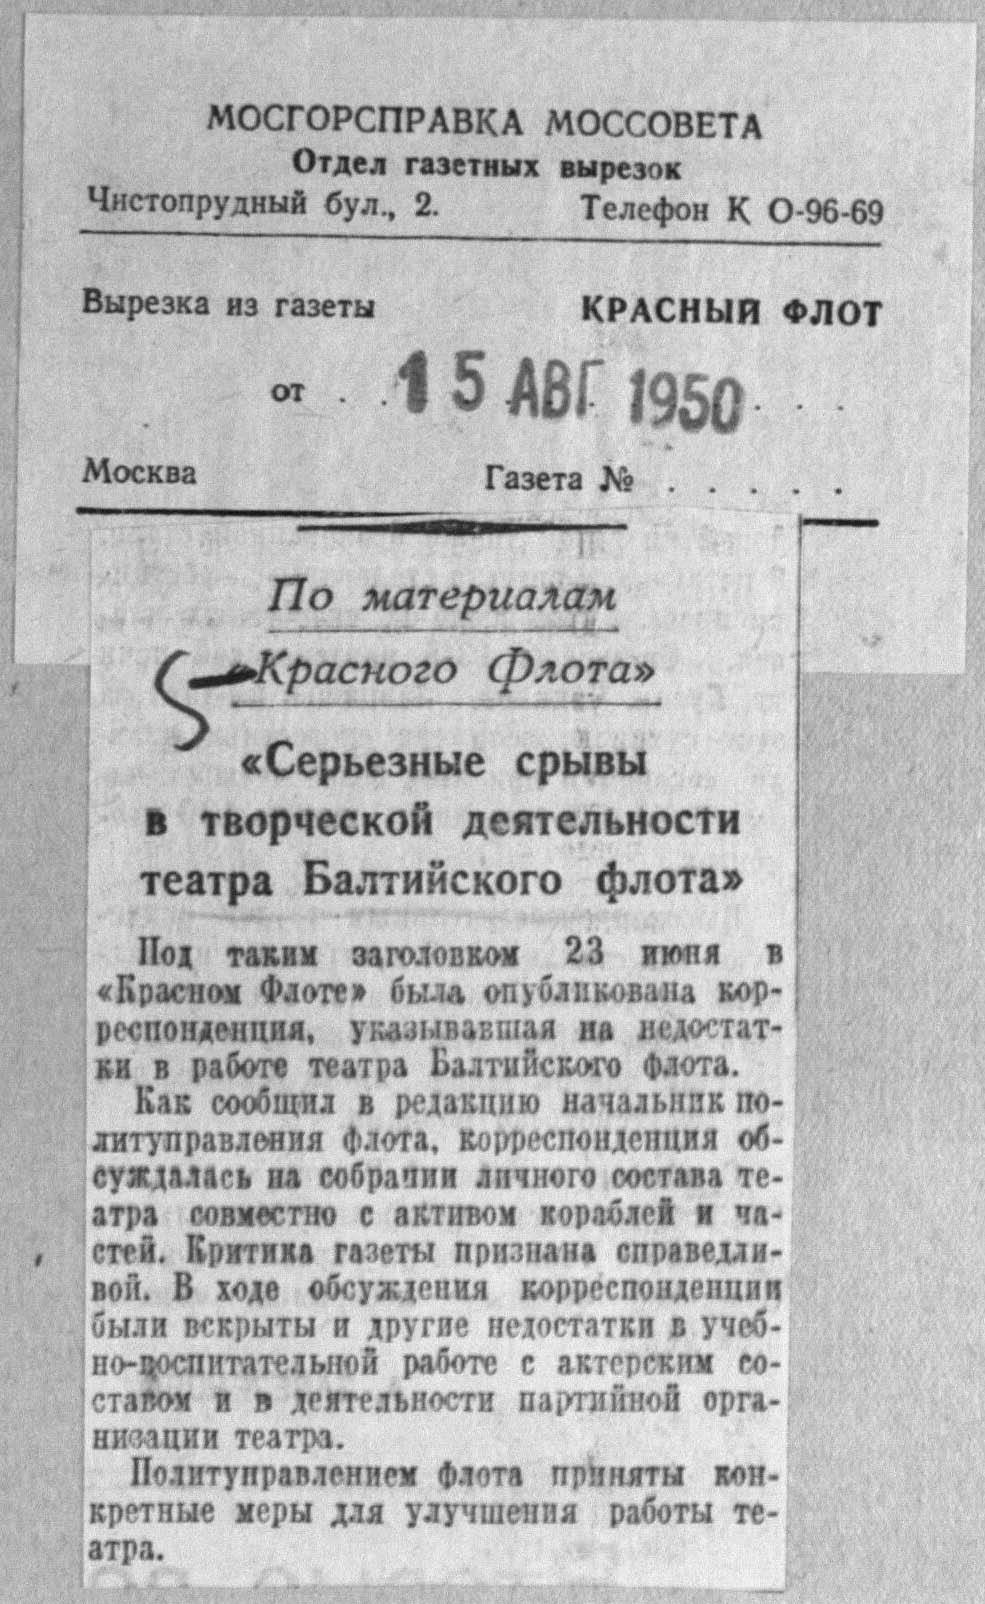 МОСГОРСПРАВКА МОССОВЕТА
Отдел газетных вырезок
Чистопрудный бул., 2. Телефон К 0-96-69
Вырезка из газеты КРАСНЫЙ ФЛОТ
от . . 15 АВГ 1950 . . .
Москва Газета № . . . . .
По материалам
«Красного Флота»
«Серьезные срывы
в творческой деятельности
театра Балтийского флота»
Под таким заголовком 23 июня в
«Красном Флоте» была опубликована кор-
респонденция, указывавшая на недостат-
ки в работе театра Балтийского флота.
Как сообщил в редакцию начальник по-
литуправления флота, корреспонденция об-
суждалась на собрании личного состава те-
атра совместно с активом кораблей и ча-
стей. Критика газеты признана справедли-
вой. В ходе обсуждения корреспонденции
были вскрыты и другие недостатки в учеб-
но-воспитательной работе с актерским со-
ставом и в деятельности партийной орга-
низации театра.
Политуправлением флота приняты кон-
кретные меры для улучшения работы те-
атра.